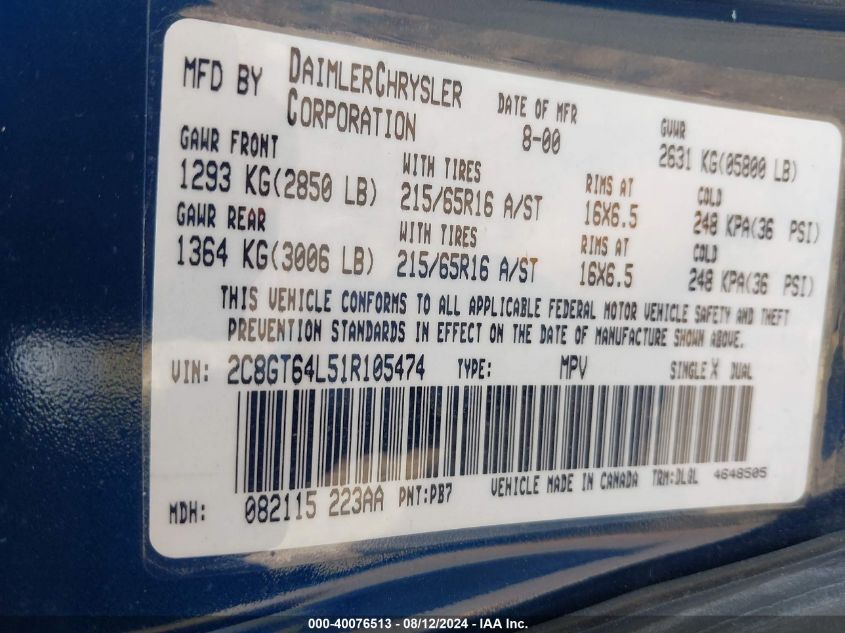 MFD BY DAIMLERCHRYSLER CORPORATION
DATE OF MFR 8-00
GVWR 2631 KG(05800 LB)
GAWR FRONT
1293 KG(2850 LB) WITH TIRES 215/65R16 A/ST RIMS AT 16X6.5 COLD 248 KPA(36 PSI)
GAWR REAR
1364 KG(3006 LB) WITH TIRES 215/65R16 A/ST RIMS AT 16X6.5 COLD 248 KPA(36 PSI)
THIS VEHICLE CONFORMS TO ALL APPLICABLE FEDERAL MOTOR VEHICLE SAFETY AND THEFT
PREVENTION STANDARDS IN EFFECT ON THE DATE OF MANUFACTURE SHOWN ABOVE.
VIN: 2C8GT64L51R105474 TYPE: MPV SINGLE X DUAL
MDH: 082115 223AA PNT:PB7 VEHICLE MADE IN CANADA TRM:DLQL 4648505
000-40076513 - 08/12/2024 - IAA Inc.